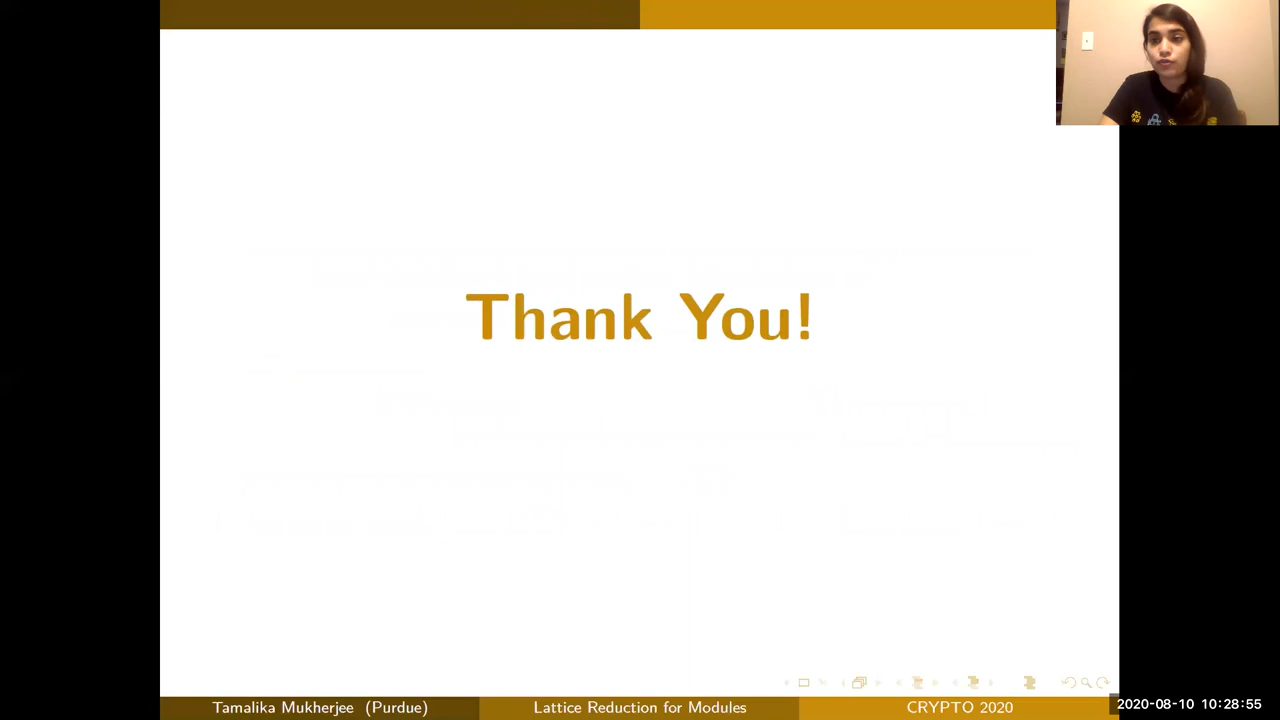 Thank You!
Tamalika Mukherjee (Purdue)
Lattice Reduction for Modules
CRYPTO 2020
2020-08-10 10:28:55